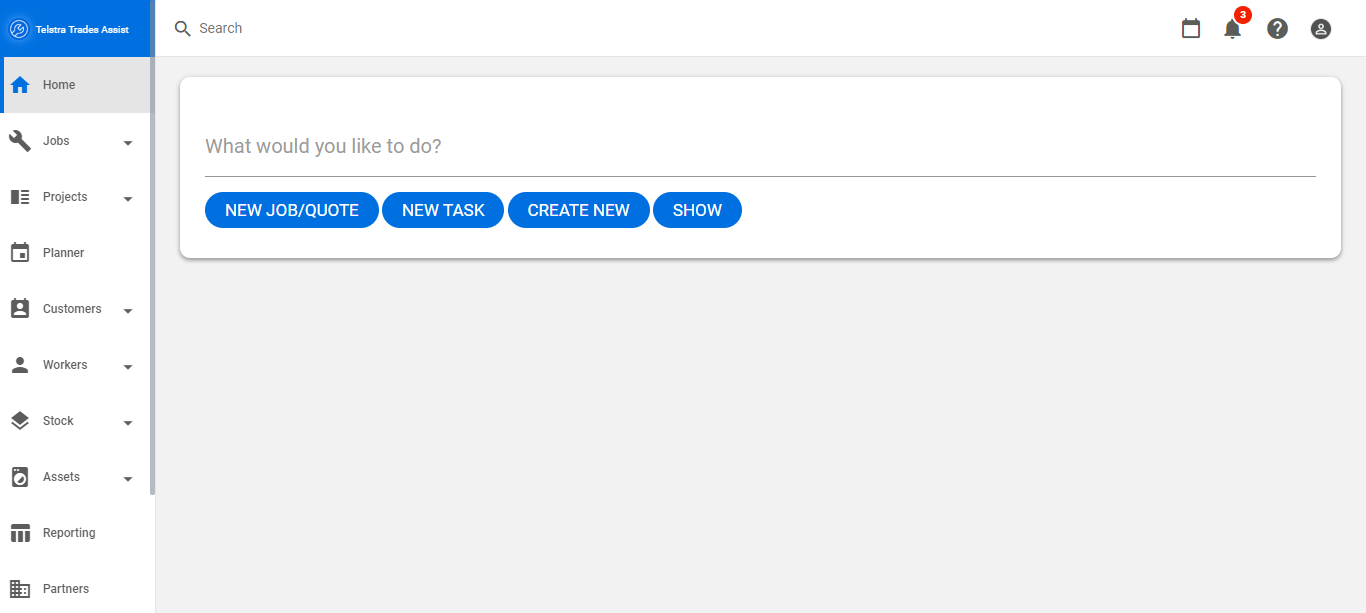 Telstra Trades Assist
Search
3
Home
Jobs
Projects
Planner
Customers
Workers
Stock
Assets
Reporting
Partners
What would you like to do?
NEW JOB/QUOTE
NEW TASK
CREATE NEW
SHOW